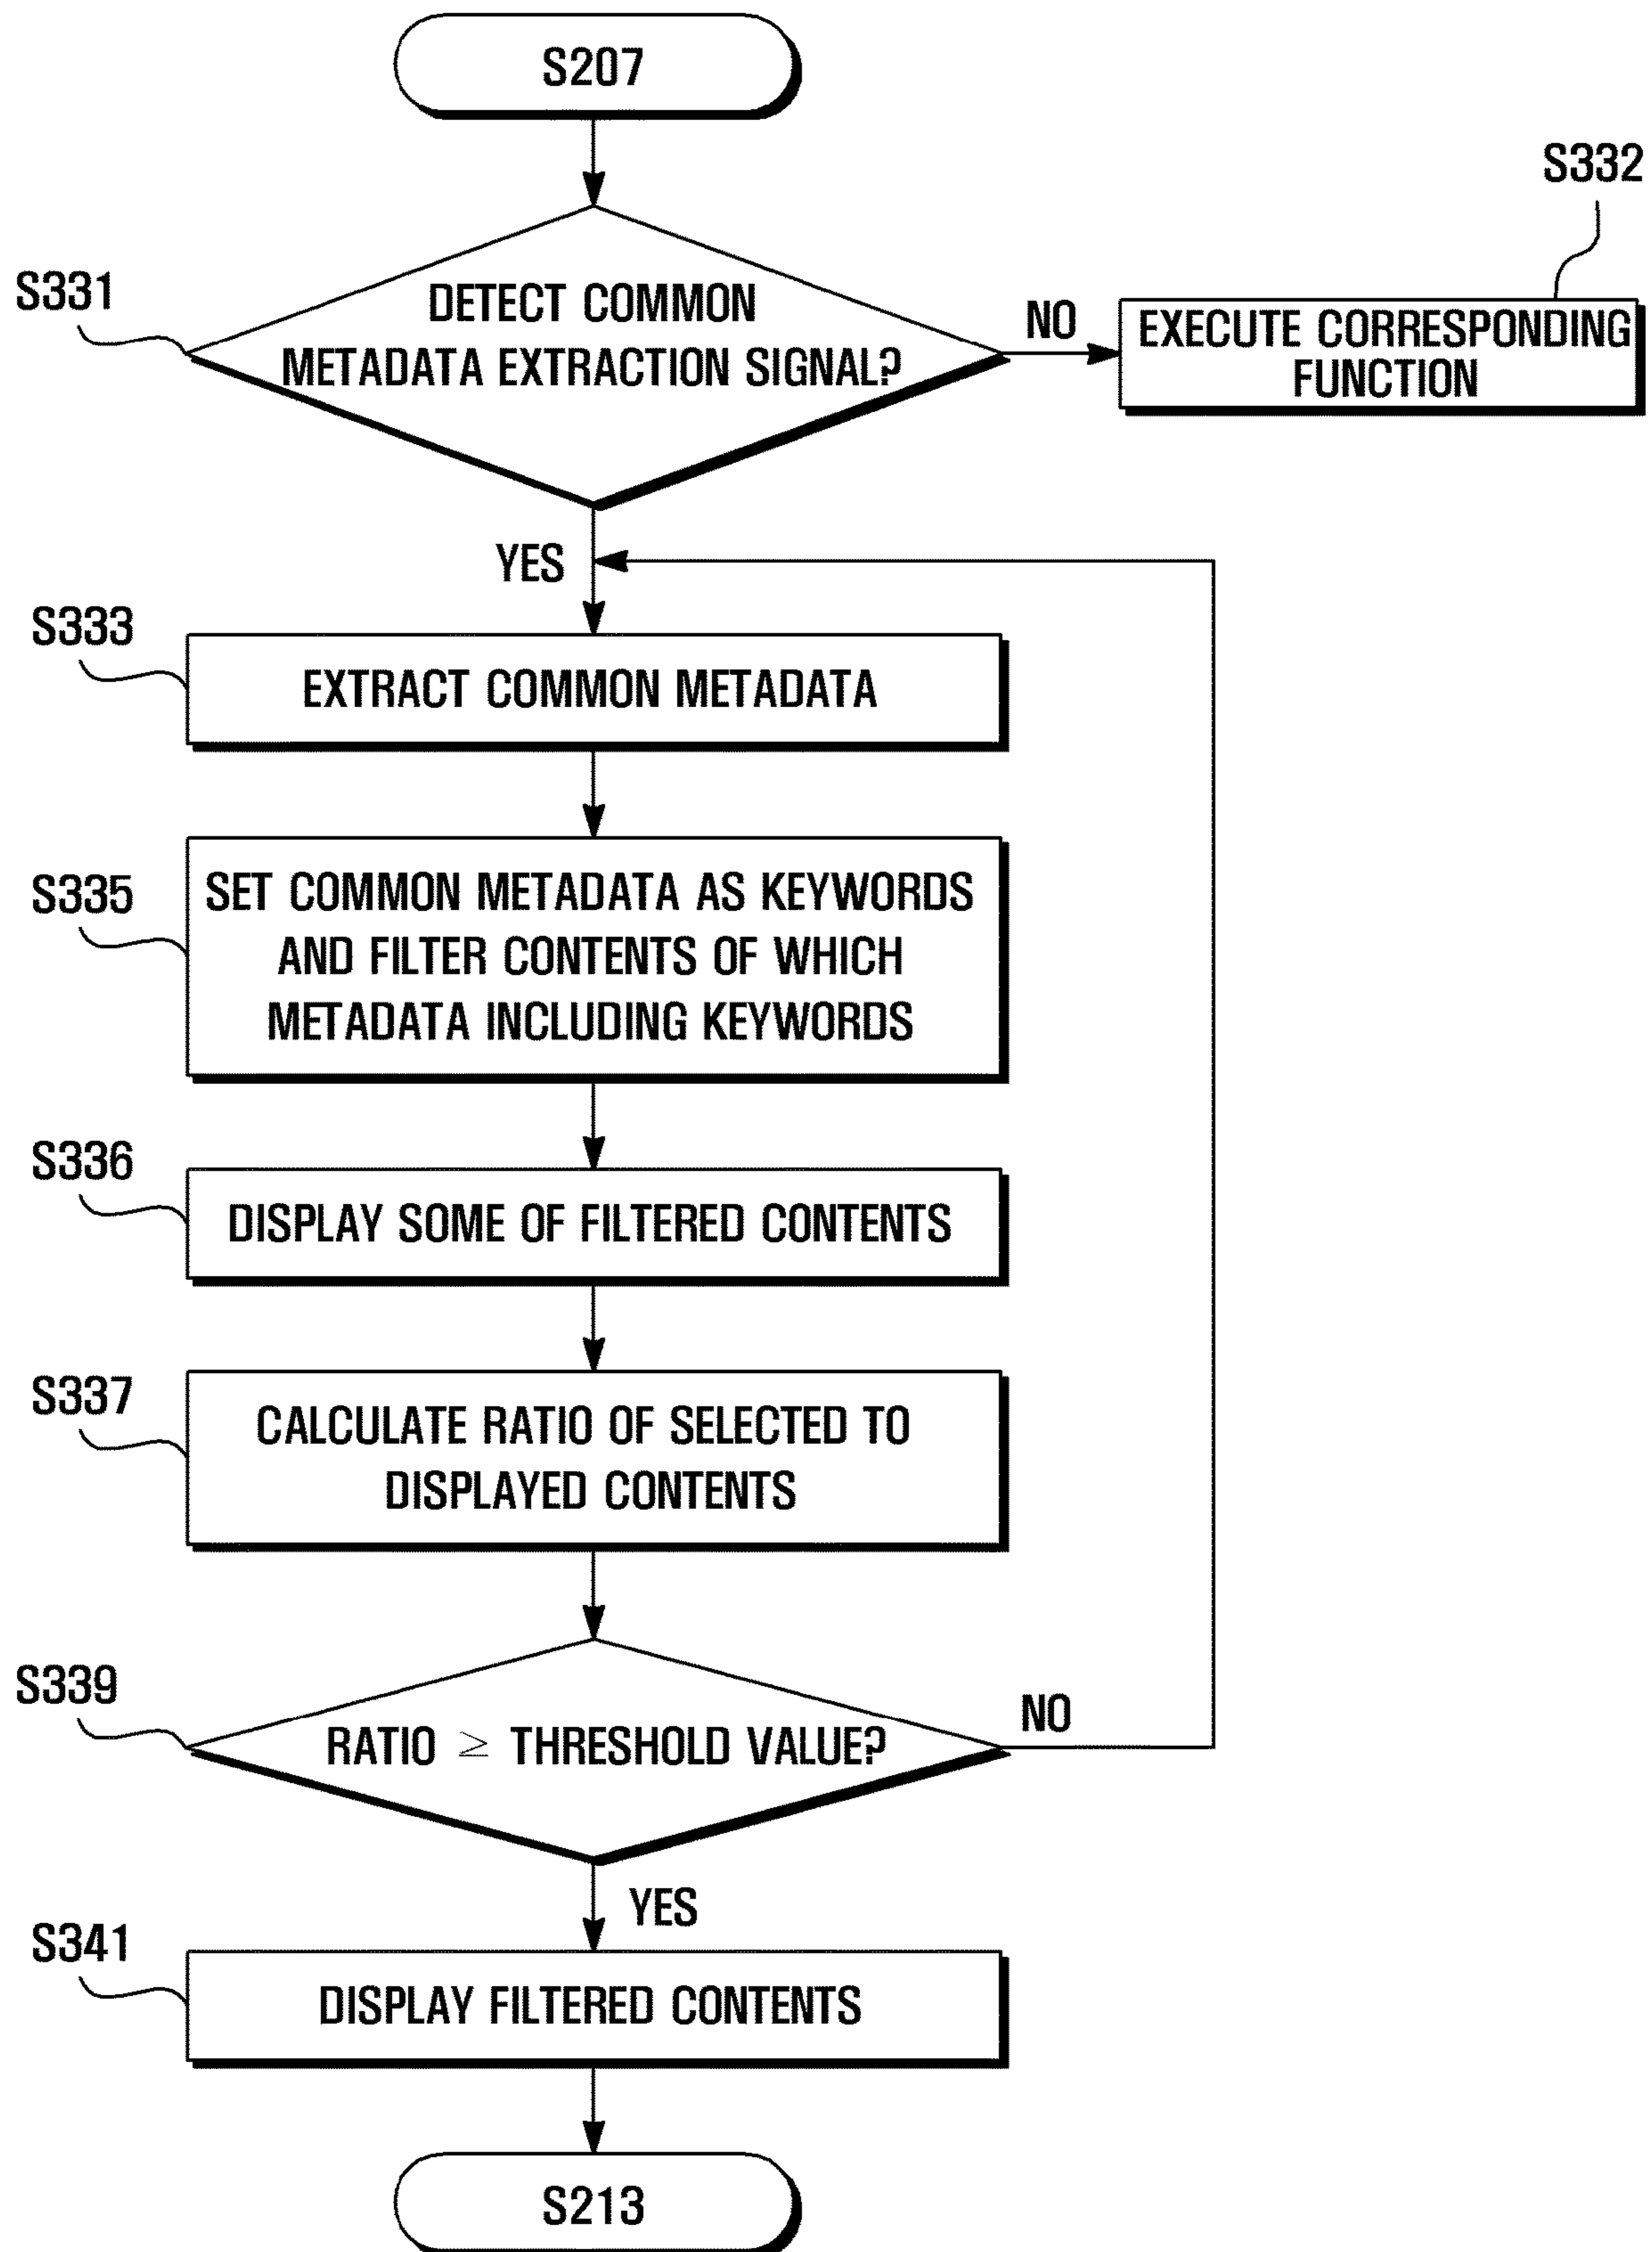 S207
S332
S331
DETECT COMMON
METADATA EXTRACTION SIGNAL?
NO
EXECUTE CORRESPONDING
FUNCTION
YES
S333
EXTRACT COMMON METADATA
S335
SET COMMON METADATA AS KEYWORDS
AND FILTER CONTENTS OF WHICH
METADATA INCLUDING KEYWORDS
S336
DISPLAY SOME OF FILTERED CONTENTS
S337
CALCULATE RATIO OF SELECTED TO
DISPLAYED CONTENTS
S339
RATIO ≥ THRESHOLD VALUE?
NO
YES
S341
DISPLAY FILTERED CONTENTS
S213